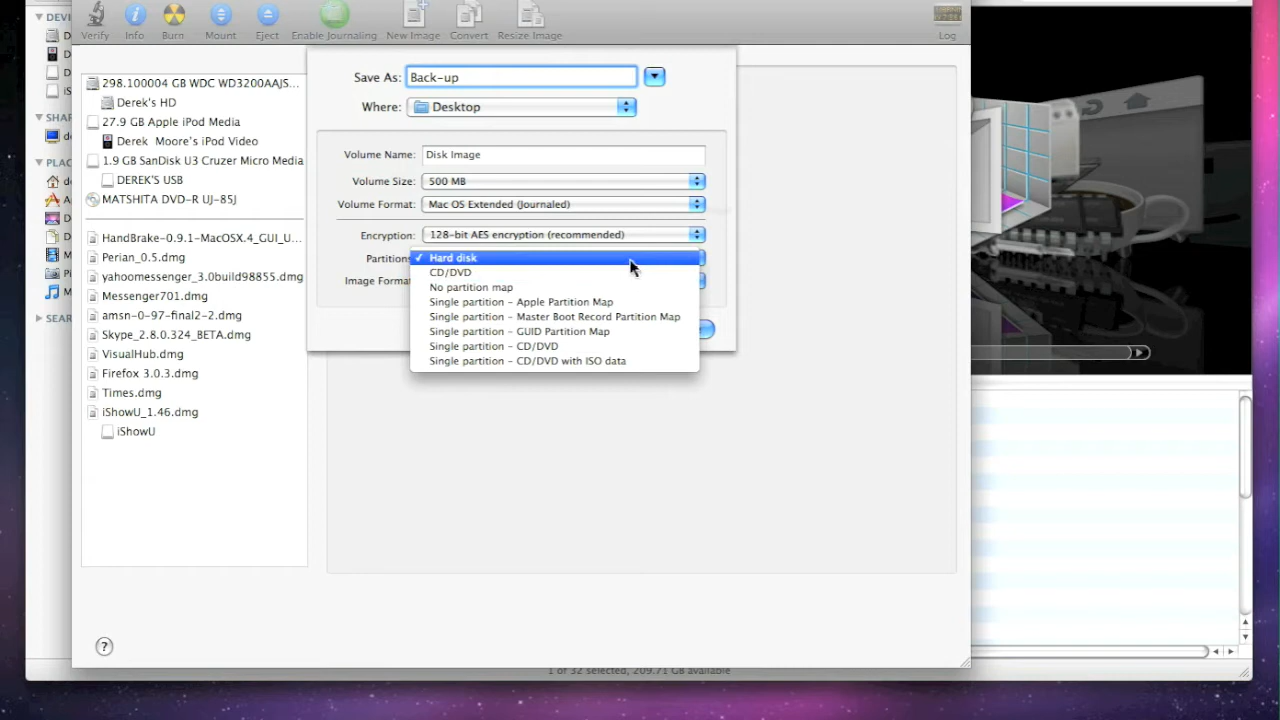 Verify
Info
Burn
Mount
Eject
Enable Journaling
New Image
Convert
Resize Image
Log
DEVI
SHAR
PLAC
SEAR
298.100004 GB WDC WD3200AAJS...
Derek's HD
27.9 GB Apple iPod Media
Derek Moore's iPod Video
1.9 GB SanDisk U3 Cruzer Micro Media
DEREK'S USB
MATSHITA DVD-R UJ-85J
HandBrake-0.9.1-MacOSX.4_GUI_U...
Perian_0.5.dmg
yahoomessenger_3.0build98855.dmg
Messenger701.dmg
amsn-0-97-final2-2.dmg
Skype_2.8.0.324_BETA.dmg
VisualHub.dmg
Firefox 3.0.3.dmg
Times.dmg
iShowU_1.46.dmg
iShowU
Save As: Back-up
Where: Desktop
Volume Name: Disk Image
Volume Size: 500 MB
Volume Format: Mac OS Extended (Journaled)
Encryption: 128-bit AES encryption (recommended)
Partitions
Image Format
✓ Hard disk
CD/DVD
No partition map
Single partition - Apple Partition Map
Single partition - Master Boot Record Partition Map
Single partition - GUID Partition Map
Single partition - CD/DVD
Single partition - CD/DVD with ISO data
?
1 of 32 selected, 209.71 GB available